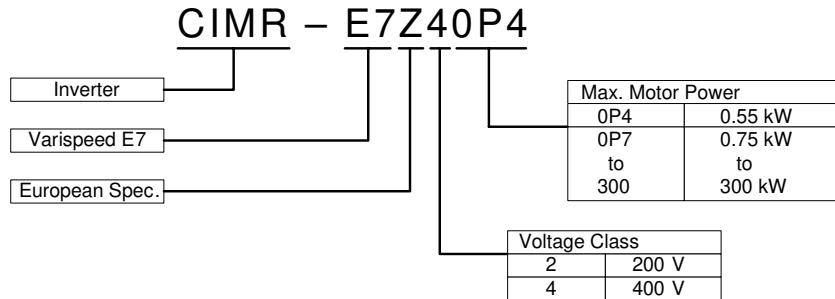 CIMR – E7Z40P4
Inverter
Varispeed E7
European Spec.
Max. Motor Power
0P4 0.55 kW
0P7 0.75 kW
to to
300 300 kW
Voltage Class
2 200 V
4 400 V